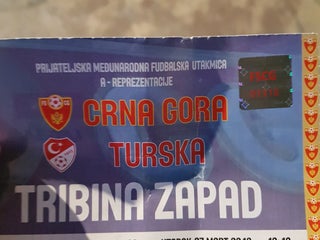 PRIJATELJSKA MEĐUNARODNA FUDBALSKA UTAKMICA
A - REPREZENTACIJE
CRNA GORA
TURSKA
TRIBINA ZAPAD